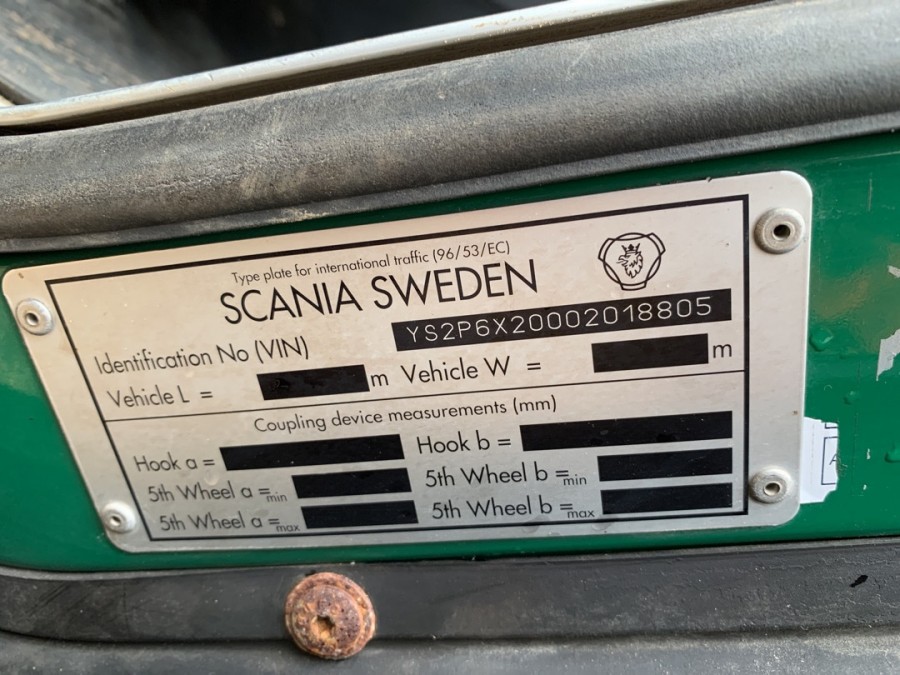 Type plate for international traffic (96/53/EC)
SCANIA SWEDEN
Identification No (VIN) YS2P6X20002018805
Vehicle L = m Vehicle W = m
Coupling device measurements (mm)
Hook a = Hook b =
5th Wheel a =min 5th Wheel b =min
5th Wheel a =max 5th Wheel b =max